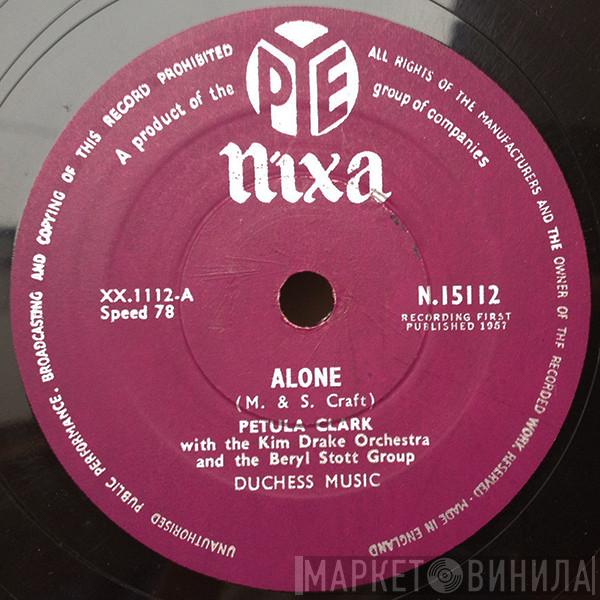 UNAUTHORISED PUBLIC PERFORMANCE, BROADCASTING AND COPYING OF THIS RECORD PROHIBITED
ALL RIGHTS OF THE MANUFACTURERS AND THE OWNER OF THE RECORDED WORK RESERVED - MADE IN ENGLAND
A product of the PYE group of companies
nixa
XX.1112-A
Speed 78
N.15112
RECORDING FIRST
PUBLISHED 1957
ALONE
(M. & S. Craft)
PETULA CLARK
with the Kim Drake Orchestra
and the Beryl Stott Group
DUCHESS MUSIC
МАРКЕТ ВИНИЛА